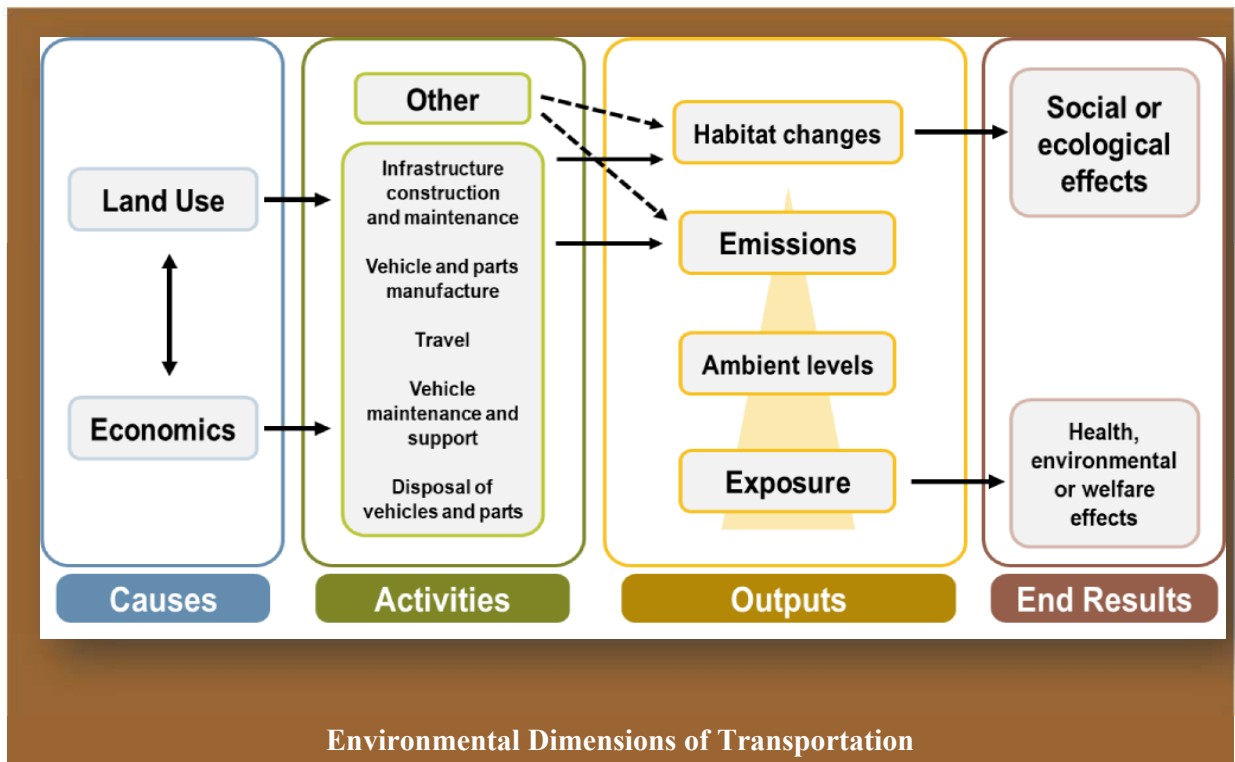 Land Use
Economics
Causes
Other
Infrastructure
construction
and maintenance
Vehicle and parts
manufacture
Travel
Vehicle
maintenance and
support
Disposal of
vehicles and parts
Activities
Habitat changes
Emissions
Ambient levels
Exposure
Outputs
Social or
ecological
effects
Health,
environmental
or welfare
effects
End Results
Environmental Dimensions of Transportation